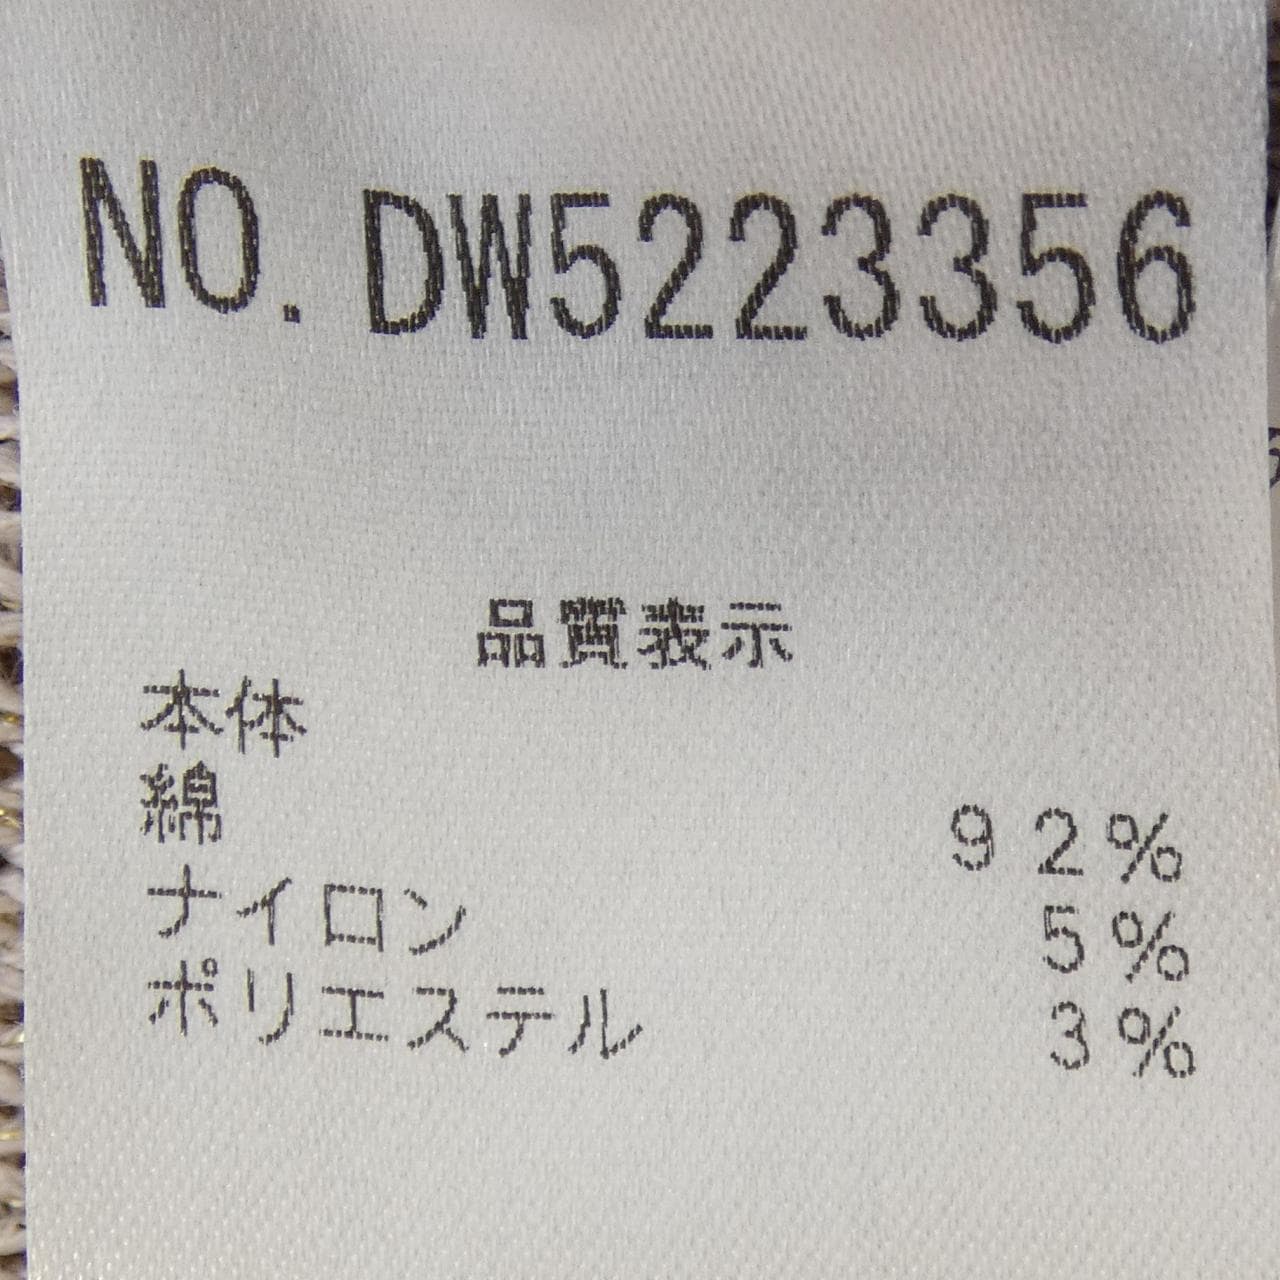 NO. DW5223356
品質表示
本体
綿 92%
ナイロン 5%
ポリエステル 3%